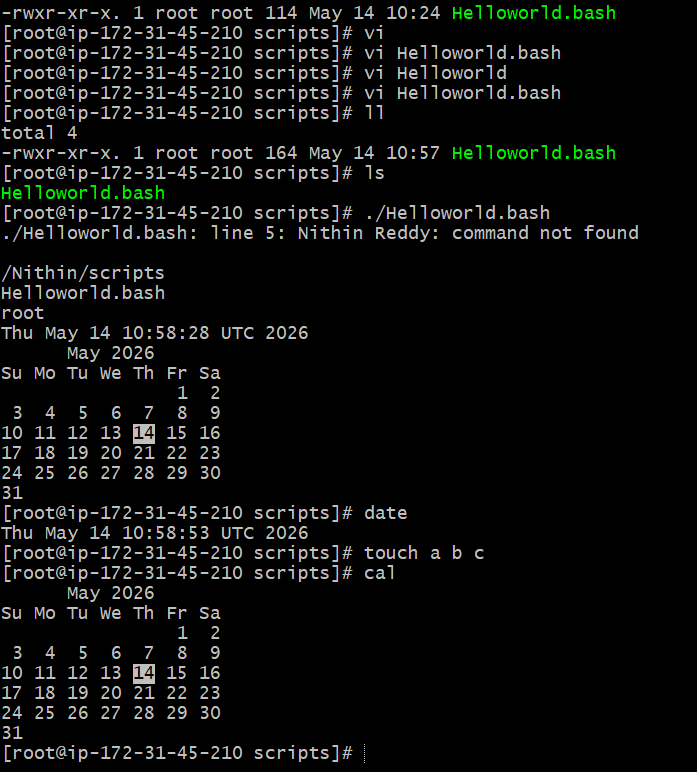 -rwxr-xr-x. 1 root root 114 May 14 10:24 Helloworld.bash
[root@ip-172-31-45-210 scripts]# vi
[root@ip-172-31-45-210 scripts]# vi Helloworld.bash
[root@ip-172-31-45-210 scripts]# vi Helloworld
[root@ip-172-31-45-210 scripts]# vi Helloworld.bash
[root@ip-172-31-45-210 scripts]# ll
total 4
-rwxr-xr-x. 1 root root 164 May 14 10:57 Helloworld.bash
[root@ip-172-31-45-210 scripts]# ls
Helloworld.bash
[root@ip-172-31-45-210 scripts]# ./Helloworld.bash
./Helloworld.bash: line 5: Nithin Reddy: command not found

/Nithin/scripts
Helloworld.bash
root
Thu May 14 10:58:28 UTC 2026
      May 2026
Su Mo Tu We Th Fr Sa
                1  2
 3  4  5  6  7  8  9
10 11 12 13 14 15 16
17 18 19 20 21 22 23
24 25 26 27 28 29 30
31
[root@ip-172-31-45-210 scripts]# date
Thu May 14 10:58:53 UTC 2026
[root@ip-172-31-45-210 scripts]# touch a b c
[root@ip-172-31-45-210 scripts]# cal
      May 2026
Su Mo Tu We Th Fr Sa
                1  2
 3  4  5  6  7  8  9
10 11 12 13 14 15 16
17 18 19 20 21 22 23
24 25 26 27 28 29 30
31
[root@ip-172-31-45-210 scripts]#